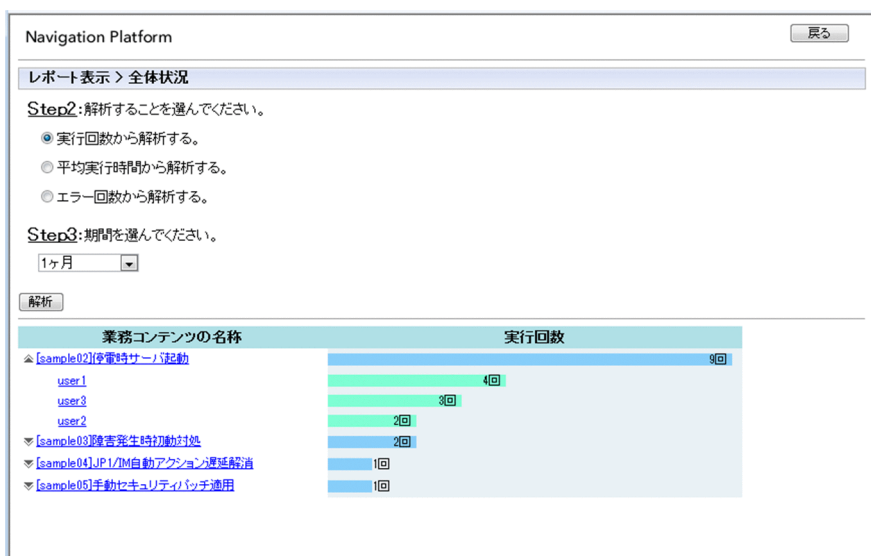 Navigation Platform
戻る
レポート表示 > 全体状況
Step2:解析することを選んでください。
実行回数から解析する。
平均実行時間から解析する。
エラー回数から解析する。
Step3:期間を選んでください。
1ヶ月
解析
業務コンテンツの名称 実行回数
[sample02]停電時サーバ起動 9回
user1 4回
user3 3回
user2 2回
[sample03]障害発生時初動対処 2回
[sample04]JP1/IM自動アクション遅延解消 1回
[sample05]手動セキュリティパッチ適用 1回